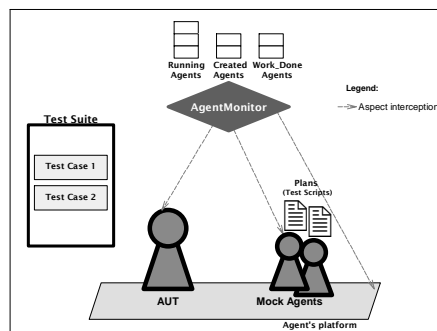 Running
Agents
Created
Agents
Work_Done
Agents
Legend:
AgentMonitor
Aspect interception
Test Suite
Test Case 1
Test Case 2
Plans
(Test Scripts)
AUT
Mock Agents
Agent's platform